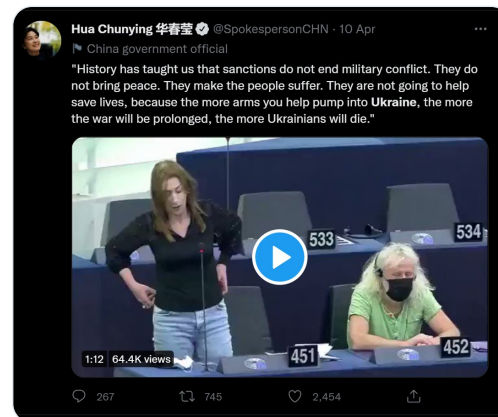 Hua Chunying 华春莹 @SpokespersonCHN · 10 Apr
China government official
"History has taught us that sanctions do not end military conflict. They do
not bring peace. They make the people suffer. They are not going to help
save lives, because the more arms you help pump into Ukraine, the more
the war will be prolonged, the more Ukrainians will die."
533
534
1:12 64.4K views
451
452
267 745 2,454